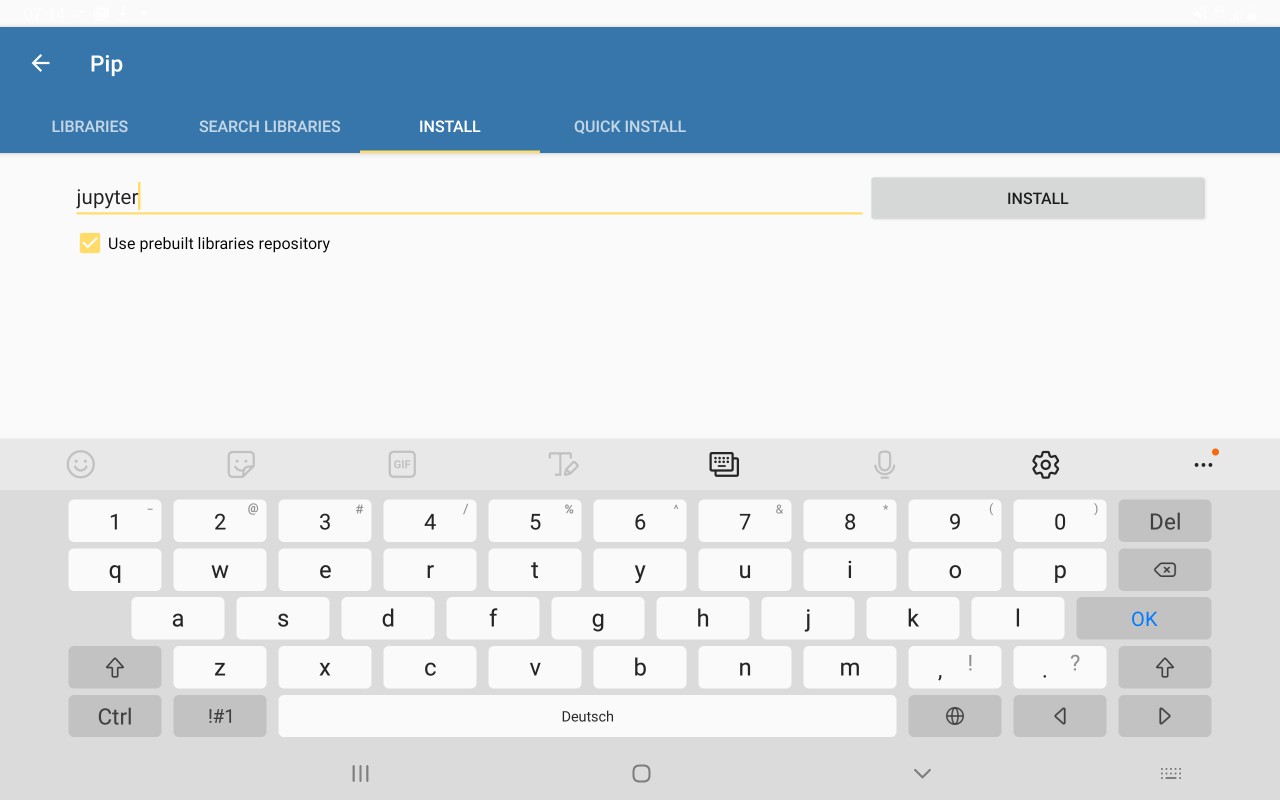 Pip
LIBRARIES SEARCH LIBRARIES INSTALL QUICK INSTALL
jupyter INSTALL
Use prebuilt libraries repository
GIF
1 - 2 @ 3 # 4 / 5 % 6 ^ 7 & 8 * 9 ( 0 ) Del
q w e r t y u i o p
a s d f g h j k l OK
z x c v b n m , ! . ?
Ctrl !#1 Deutsch